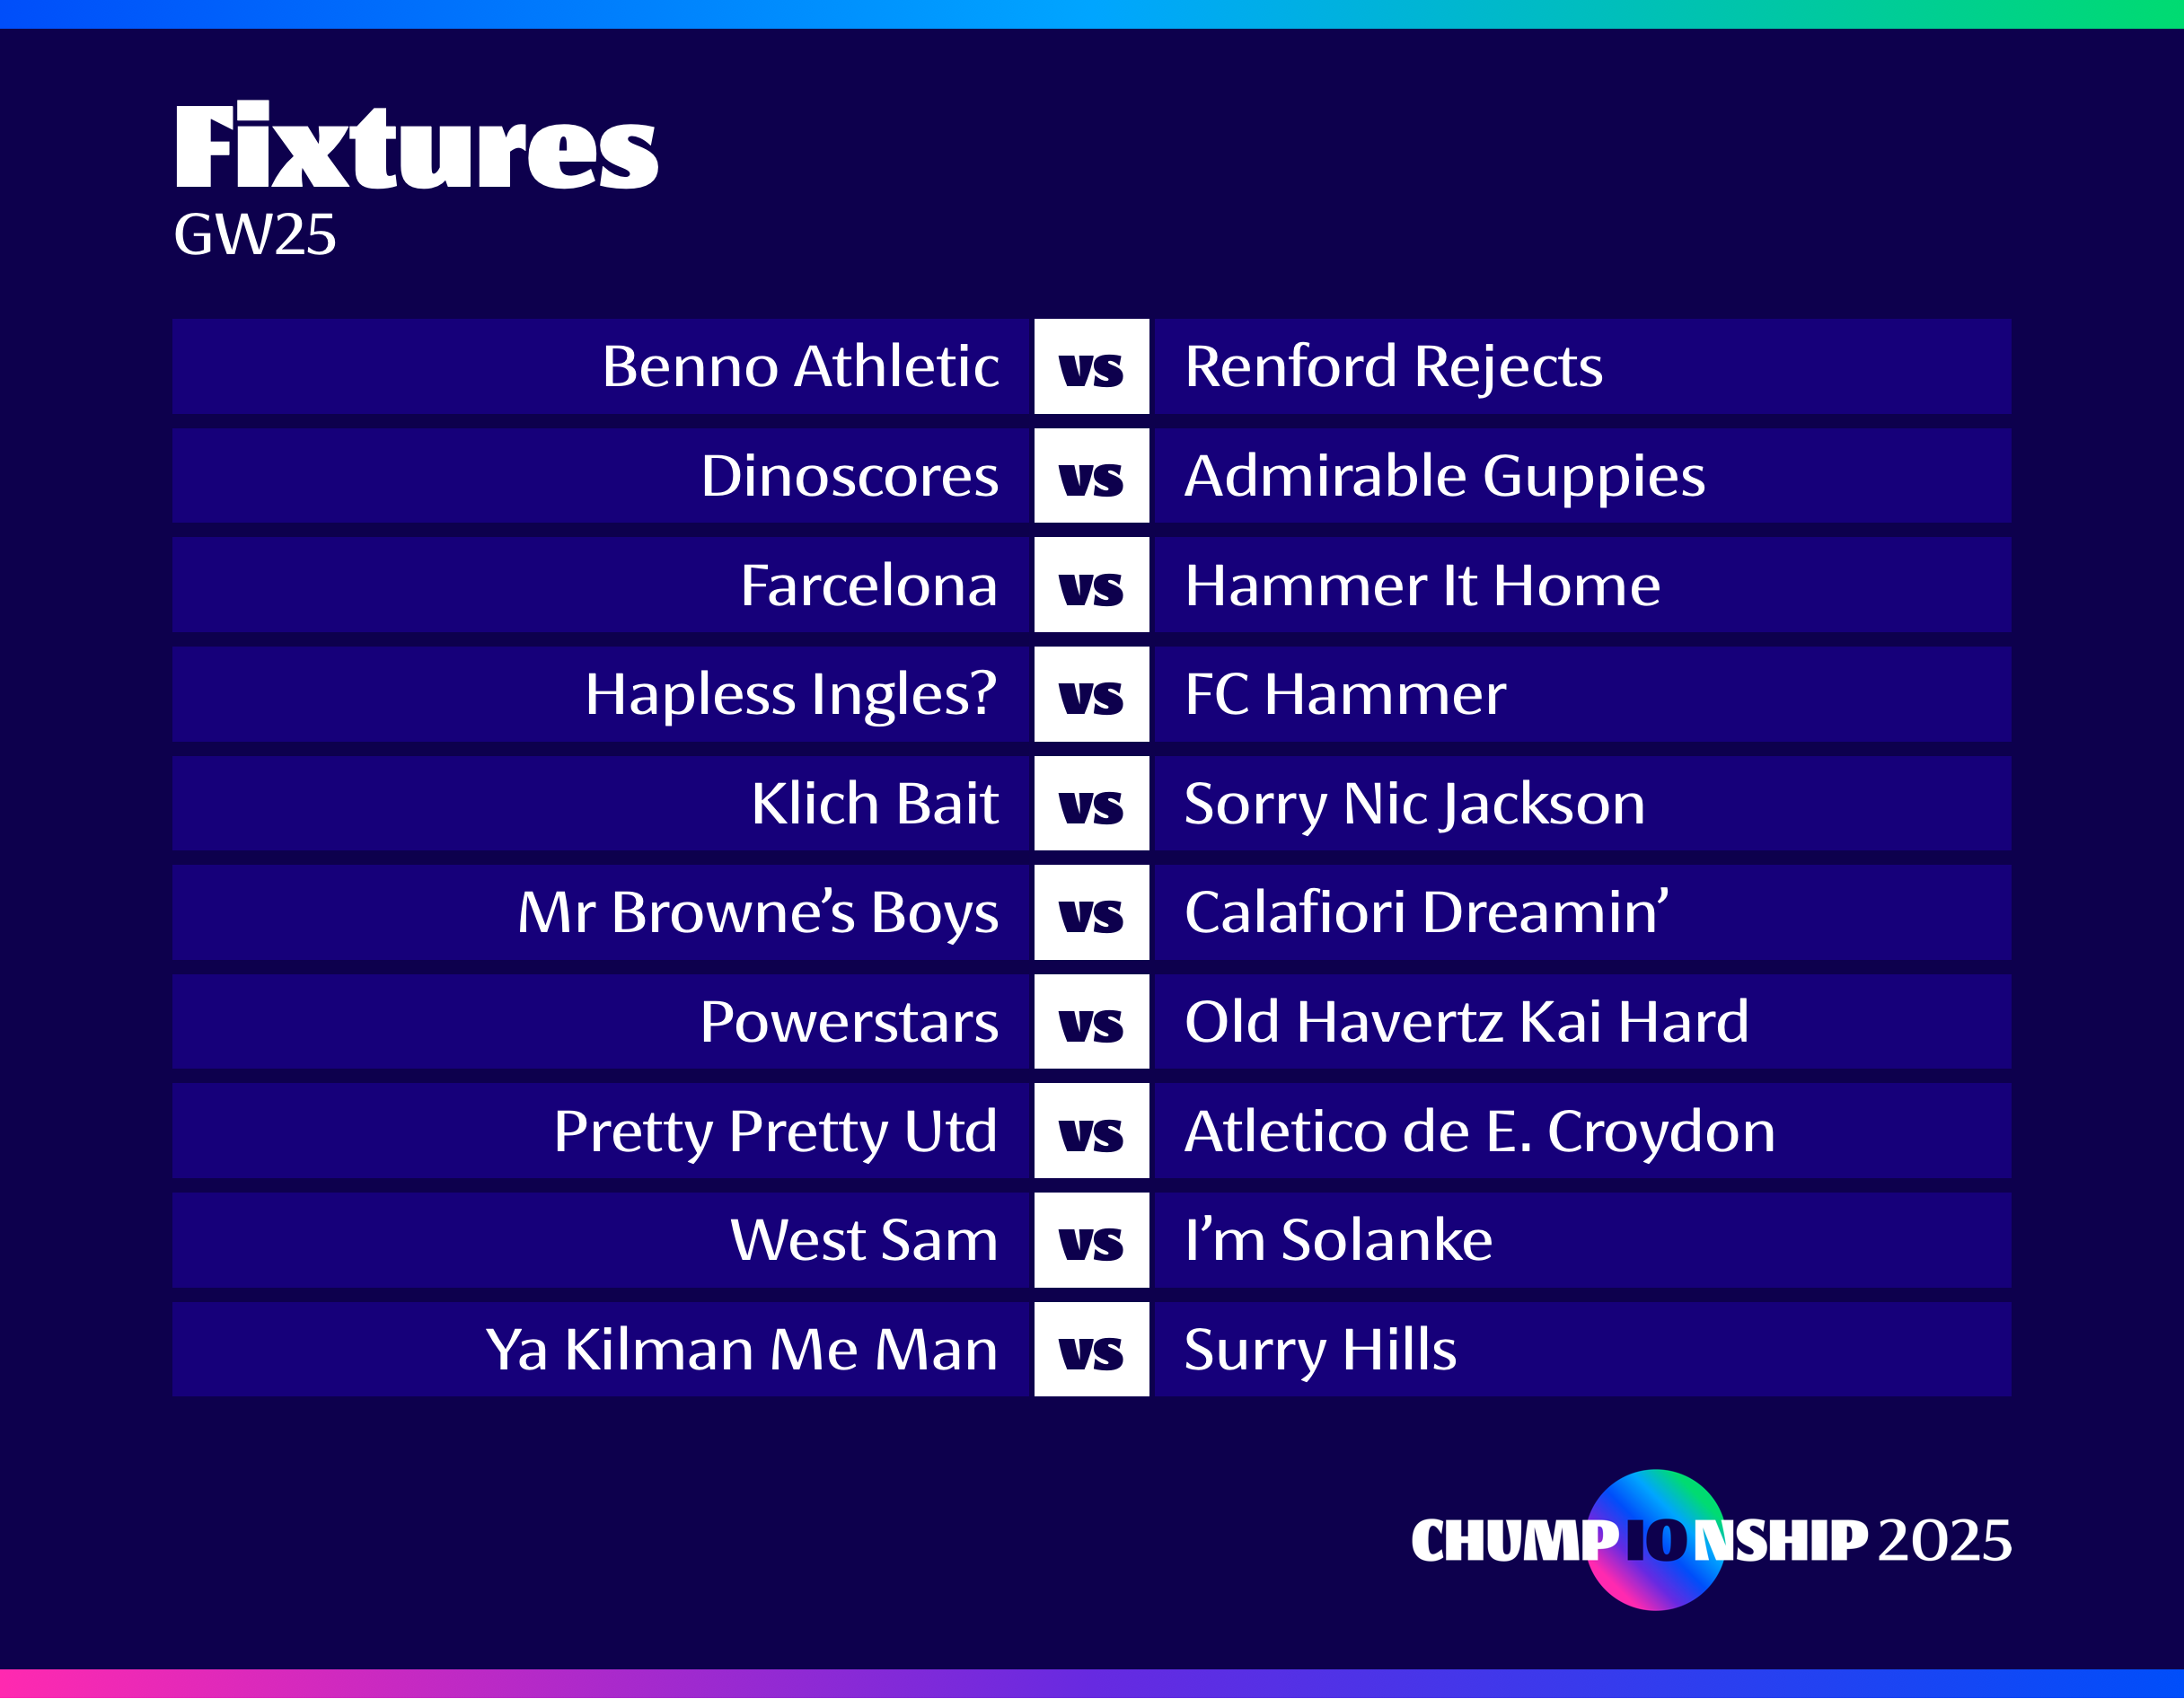 Fixtures
GW25
Benno Athletic vs Renford Rejects
Dinoscores vs Admirable Guppies
Farcelona vs Hammer It Home
Hapless Ingles? vs FC Hammer
Klich Bait vs Sorry Nic Jackson
Mr Browne’s Boys vs Calafiori Dreamin’
Powerstars vs Old Havertz Kai Hard
Pretty Pretty Utd vs Atletico de E. Croydon
West Sam vs I’m Solanke
Ya Kilman Me Man vs Surry Hills
CHUMPIONSHIP 2025